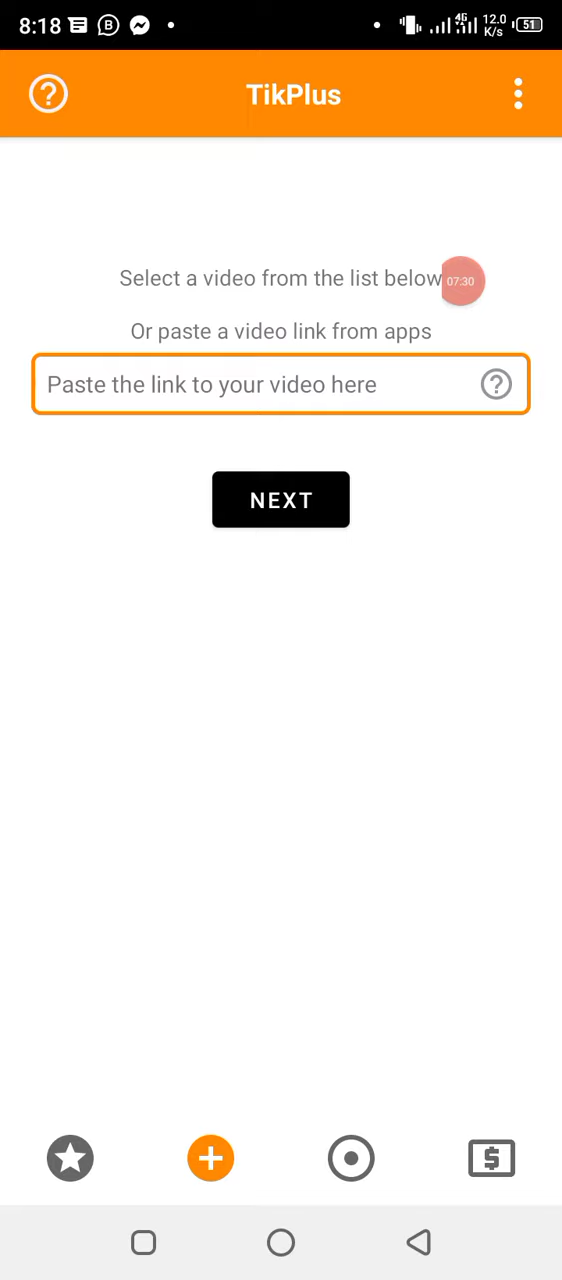 8:18 B 4G 12.0 K/s 51
TikPlus
Select a video from the list below
07:30
Or paste a video link from apps
Paste the link to your video here
NEXT